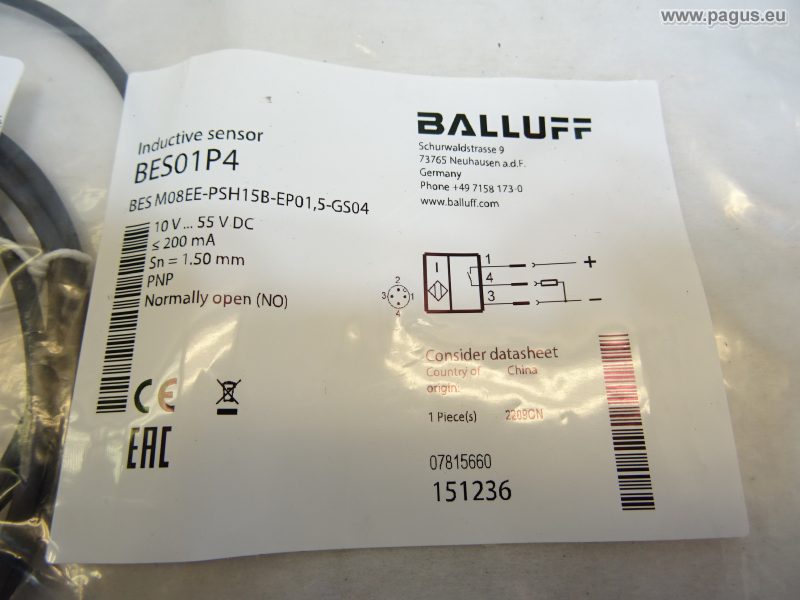 www.pagus.eu
BALLUFF
Schurwaldstrasse 9
73765 Neuhausen a.d.F.
Germany
Phone +49 7158 173-0
www.balluff.com
Inductive sensor
BES01P4
BES M08EE-PSH15B-EP01,5-GS04
10 V ... 55 V DC
≤ 200 mA
Sn = 1.50 mm
PNP
Normally open (NO)
2
3 1
4
1 +
4
3 –
Consider datasheet
Country of China
origin:
1 Piece(s) 2209CN
07815660
151236
CE
EAC